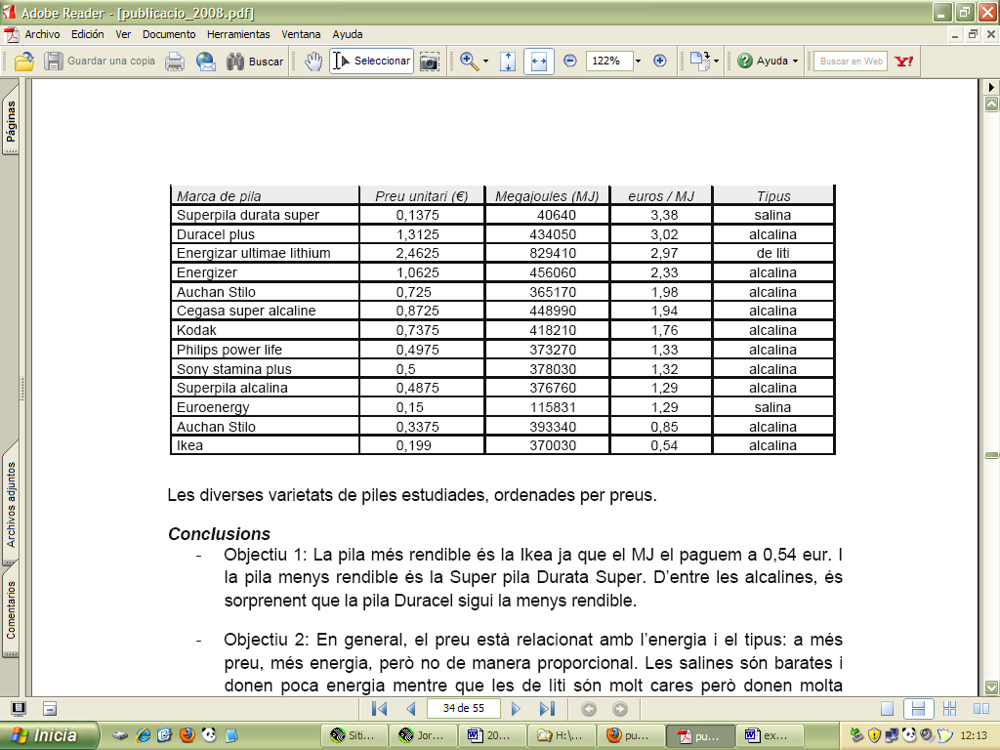 Adobe Reader - [publicacio_2008.pdf]
Archivo Edición Ver Documento Herramientas Ventana Ayuda
Guardar una copia Buscar Seleccionar 122% Ayuda Buscar en Web Y!
Páginas
Archivos adjuntos
Comentarios
Marca de pila Preu unitari (€) Megajoules (MJ) euros / MJ Tipus
Superpila durata super 0,1375 40640 3,38 salina
Duracel plus 1,3125 434050 3,02 alcalina
Energizar ultimae lithium 2,4625 829410 2,97 de liti
Energizer 1,0625 456060 2,33 alcalina
Auchan Stilo 0,725 365170 1,98 alcalina
Cegasa super alcaline 0,8725 448990 1,94 alcalina
Kodak 0,7375 418210 1,76 alcalina
Philips power life 0,4975 373270 1,33 alcalina
Sony stamina plus 0,5 378030 1,32 alcalina
Superpila alcalina 0,4875 376760 1,29 alcalina
Euroenergy 0,15 115831 1,29 salina
Auchan Stilo 0,3375 393340 0,85 alcalina
Ikea 0,199 370030 0,54 alcalina
Les diverses varietats de piles estudiades, ordenades per preus.
Conclusions
- Objectiu 1: La pila més rendible és la Ikea ja que el MJ el paguem a 0,54 eur. I
la pila menys rendible és la Super pila Durata Super. D'entre les alcalines, és
sorprenent que la pila Duracel sigui la menys rendible.
- Objectiu 2: En general, el preu està relacionat amb l'energia i el tipus: a més
preu, més energia, però no de manera proporcional. Les salines són barates i
donen poca energia mentre que les de liti són molt cares però donen molta
34 de 55
Inicia Siti... Jor... 20... H:\... pu... pu... ex... 12:13